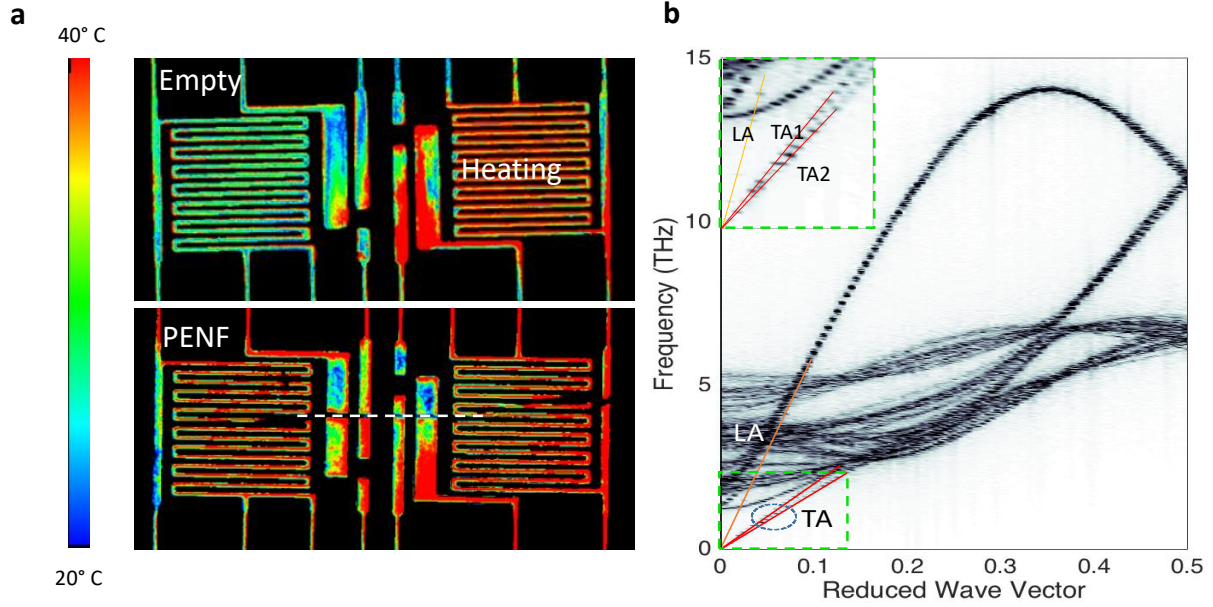 a
40° C
20° C
Empty
Heating
PENF
b
15
10
5
0
Frequency (THz)
LA
TA1
TA2
LA
TA
0 0.1 0.2 0.3 0.4 0.5
Reduced Wave Vector